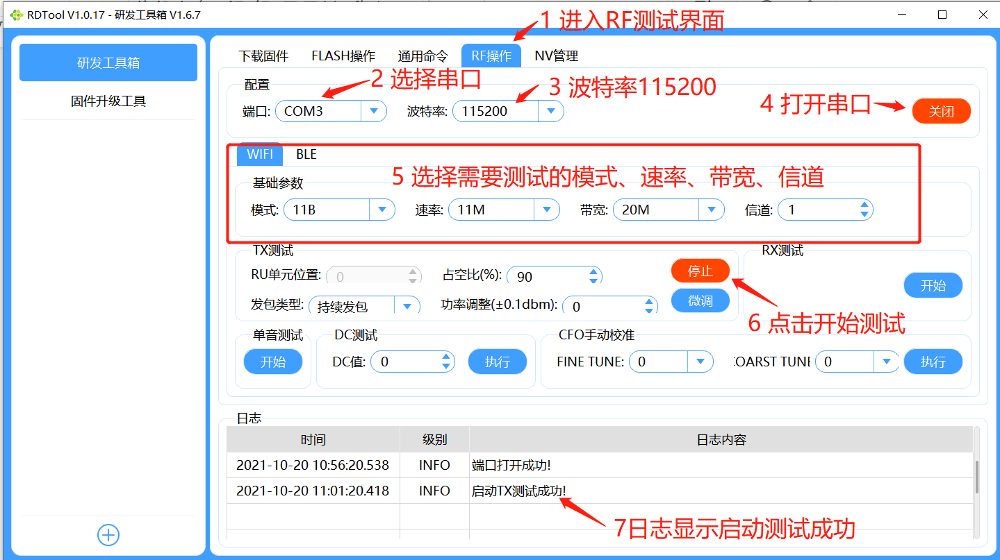 RDTool V1.0.17 - 研发工具箱 V1.6.7
1 进入RF测试界面
研发工具箱
固件升级工具
下载固件 FLASH操作 通用命令 RF操作 NV管理
2 选择串口
3 波特率115200
4 打开串口
配置
端口: COM3 波特率: 115200 关闭
WIFI BLE
5 选择需要测试的模式、速率、带宽、信道
基础参数
模式: 11B 速率: 11M 带宽: 20M 信道: 1
TX测试
RU单元位置: 0 占空比(%): 90 停止
发包类型: 持续发包 功率调整(±0.1dbm): 0 微调
RX测试
开始
6 点击开始测试
单音测试
开始
DC测试
DC值: 0 执行
CFO手动校准
FINE TUNE: 0 OARST TUNE 0 执行
日志
时间 级别 日志内容
2021-10-20 10:56:20.538 INFO 端口打开成功!
2021-10-20 11:01:20.418 INFO 启动TX测试成功!
7日志显示启动测试成功